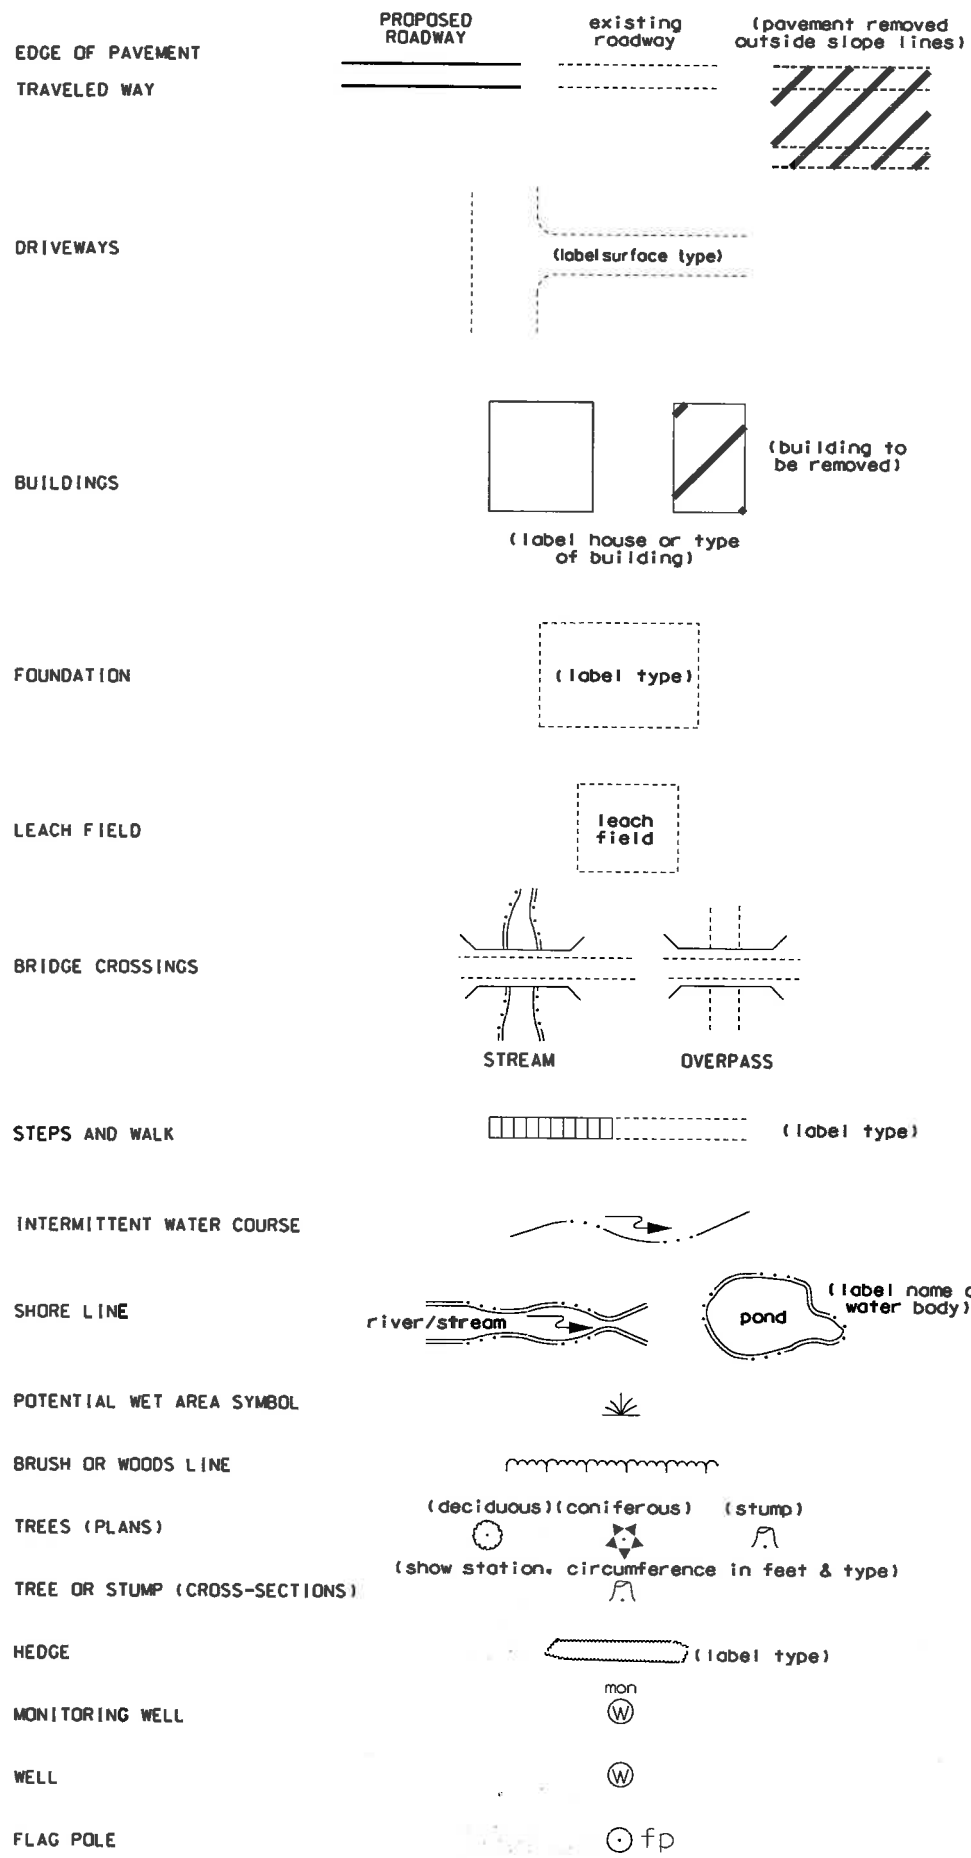 PROPOSED
ROADWAY
existing
roadway
(pavement removed
outside slope lines)
EDGE OF PAVEMENT
TRAVELED WAY
DRIVEWAYS
(label surface type)
BUILDINGS
(building to
be removed)
(label house or type
of building)
FOUNDATION
(label type)
LEACH FIELD
leach
field
BRIDGE CROSSINGS
STREAM
OVERPASS
STEPS AND WALK
(label type)
INTERMITTENT WATER COURSE
SHORE LINE
river/stream
pond
(label name o
water body)
POTENTIAL WET AREA SYMBOL
BRUSH OR WOODS LINE
(deciduous) (coniferous) (stump)
TREES (PLANS)
(show station, circumference in feet & type)
TREE OR STUMP (CROSS-SECTIONS)
HEDGE
(label type)
mon
MONITORING WELL
W
WELL
W
FLAG POLE
fp